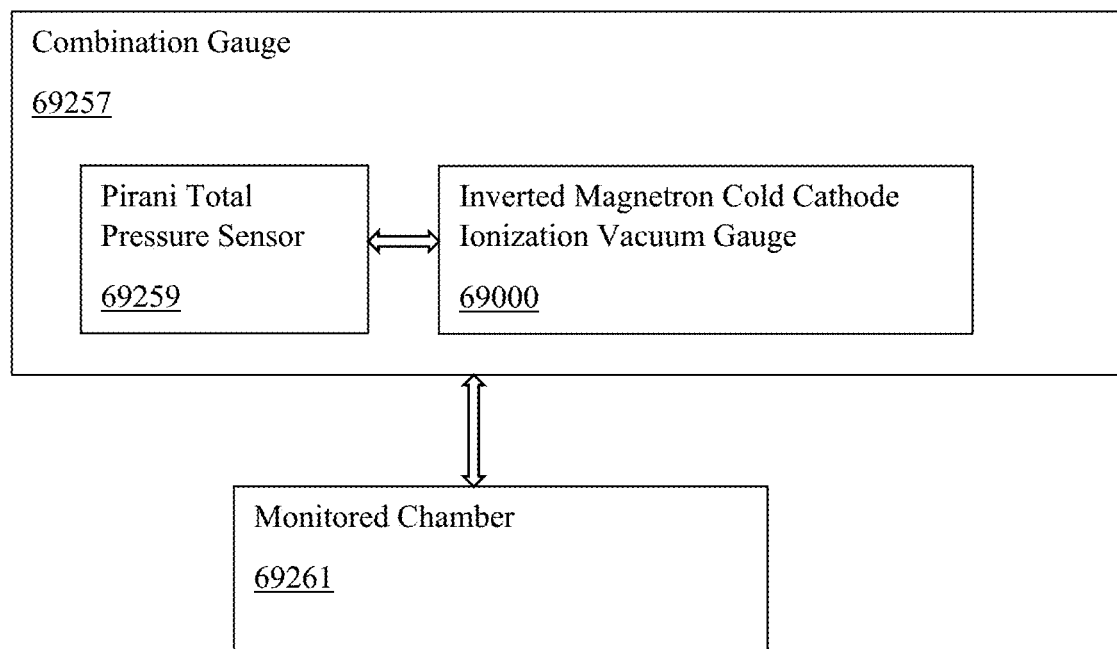 Combination Gauge
69257
Pirani Total
Pressure Sensor
69259
Inverted Magnetron Cold Cathode
Ionization Vacuum Gauge
69000
Monitored Chamber
69261